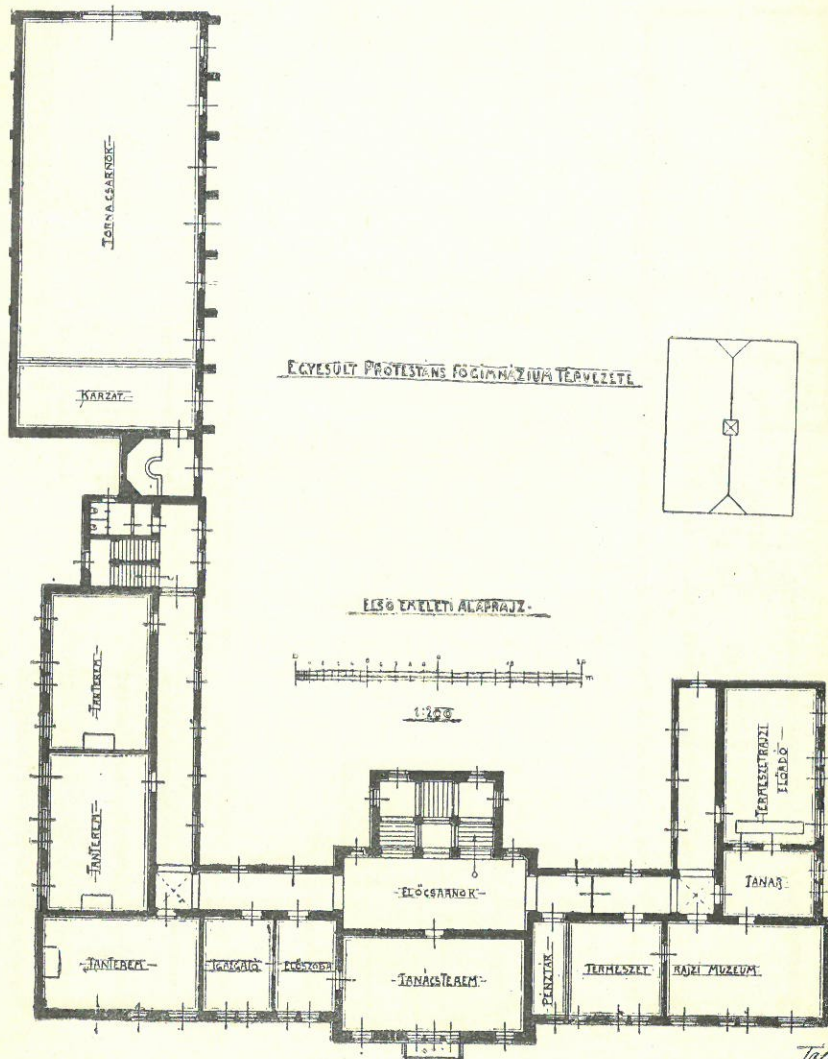 TORNACSARNOK
KARZAT
EGYESÜLT PROTESTÁNS FŐGIMNÁZIUM TERVEZETE
ELSŐ EMELETI ALAPRAJZ
m
1:200
TANTEREM
TANTEREM
TERMÉSZETRAJZI
ELŐADÓ
ELŐCSARNOK
TANÁR
TANTEREM
IGAZGATÓ
ELŐSZOBA
TANÁCSTEREM
PÉNZTÁR
TERMÉSZET
RAJZI MUZEUM